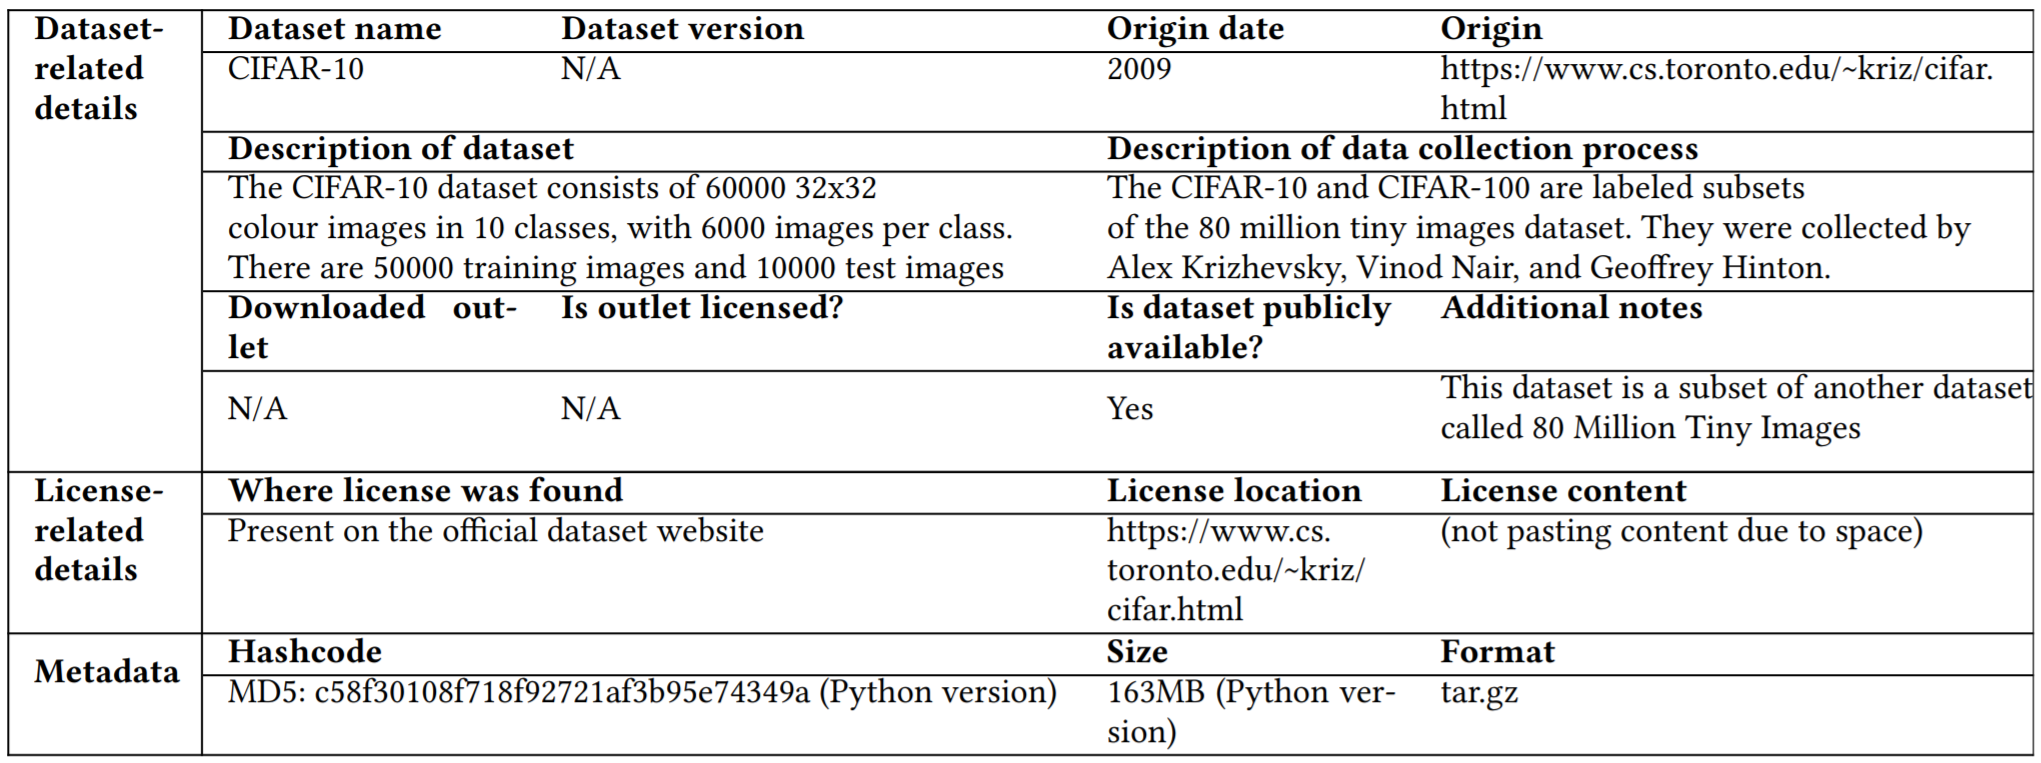 Dataset-related details
Dataset name Dataset version Origin date Origin
CIFAR-10 N/A 2009 https://www.cs.toronto.edu/~kriz/cifar.
html
Description of dataset Description of data collection process
The CIFAR-10 dataset consists of 60000 32x32
colour images in 10 classes, with 6000 images per class.
There are 50000 training images and 10000 test images
The CIFAR-10 and CIFAR-100 are labeled subsets
of the 80 million tiny images dataset. They were collected by
Alex Krizhevsky, Vinod Nair, and Geoffrey Hinton.
Downloaded out-
let
Is outlet licensed?
Is dataset publicly
available?
Additional notes
N/A N/A Yes
This dataset is a subset of another dataset
called 80 Million Tiny Images
License-
related
details
Where license was found License location License content
Present on the official dataset website
https://www.cs.
toronto.edu/~kriz/
cifar.html
(not pasting content due to space)
Metadata
Hashcode Size Format
MD5: c58f30108f718f92721af3b95e74349a (Python version)
163MB (Python ver-
sion)
tar.gz